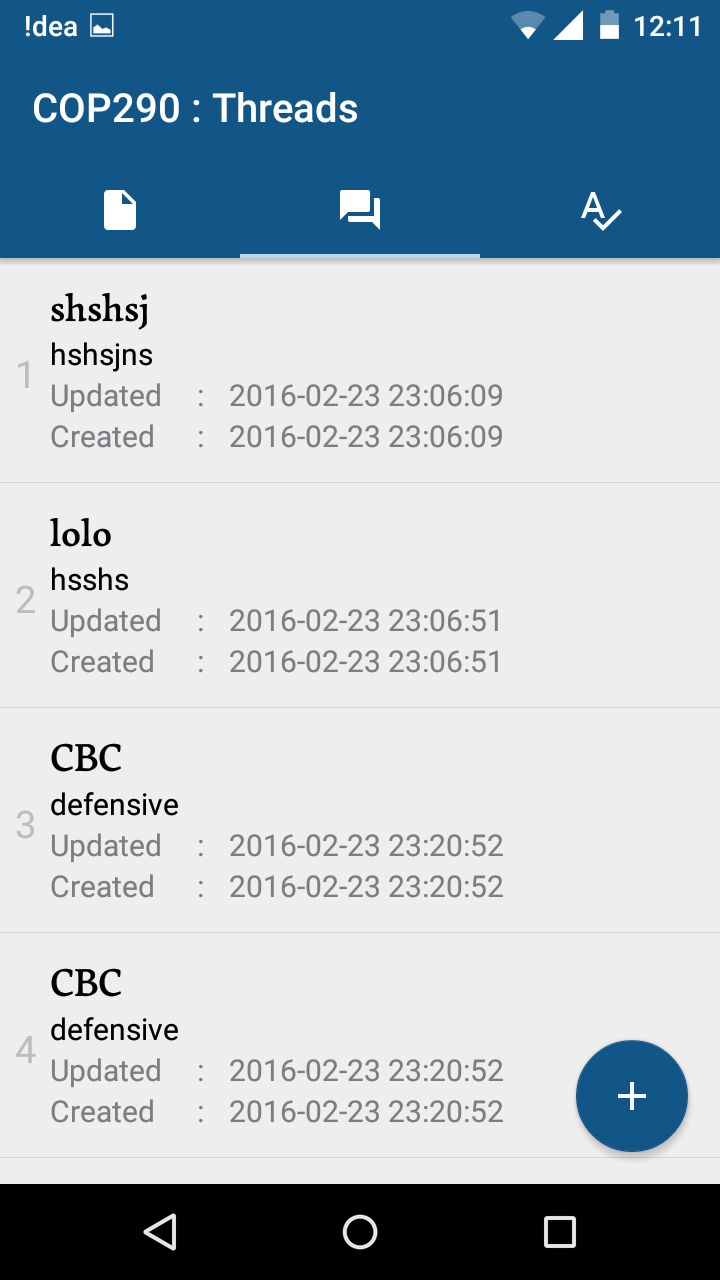 !dea 12:11
COP290 : Threads
A
1
shshsj
hshsjns
Updated : 2016-02-23 23:06:09
Created : 2016-02-23 23:06:09
2
lolo
hsshs
Updated : 2016-02-23 23:06:51
Created : 2016-02-23 23:06:51
3
CBC
defensive
Updated : 2016-02-23 23:20:52
Created : 2016-02-23 23:20:52
4
CBC
defensive
Updated : 2016-02-23 23:20:52
Created : 2016-02-23 23:20:52
+